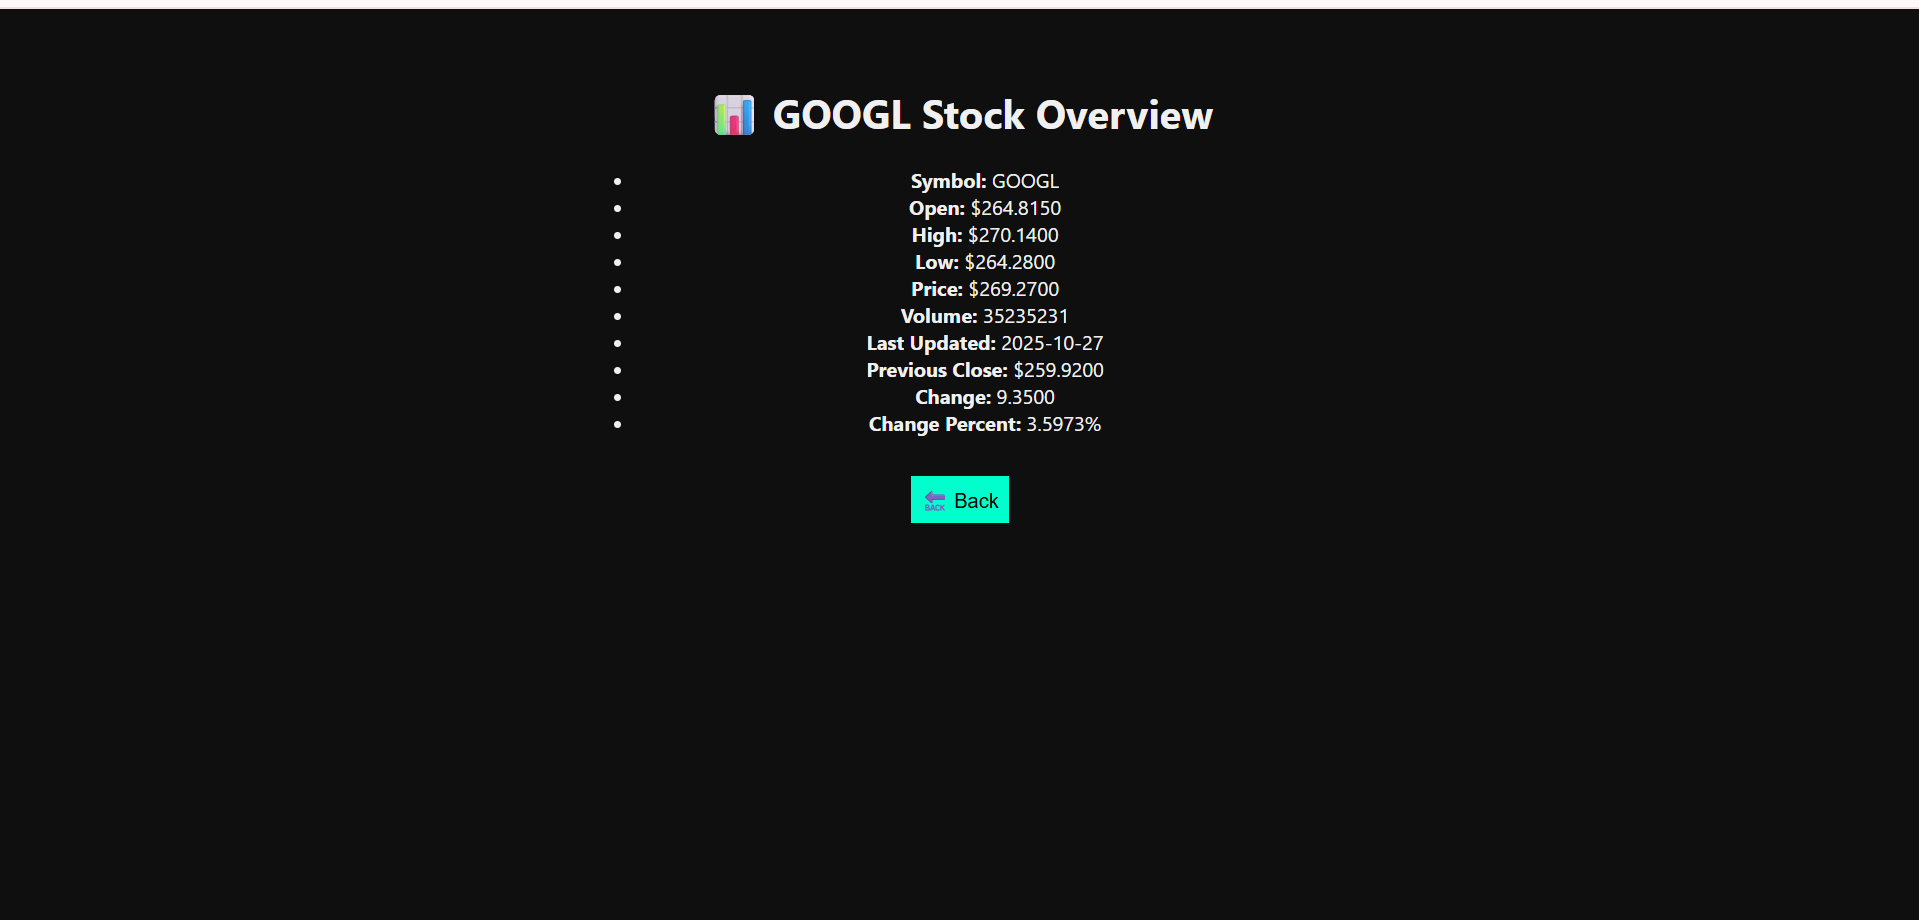 GOOGL Stock Overview
Symbol: GOOGL
Open: $264.8150
High: $270.1400
Low: $264.2800
Price: $269.2700
Volume: 35235231
Last Updated: 2025-10-27
Previous Close: $259.9200
Change: 9.3500
Change Percent: 3.5973%
BACK Back